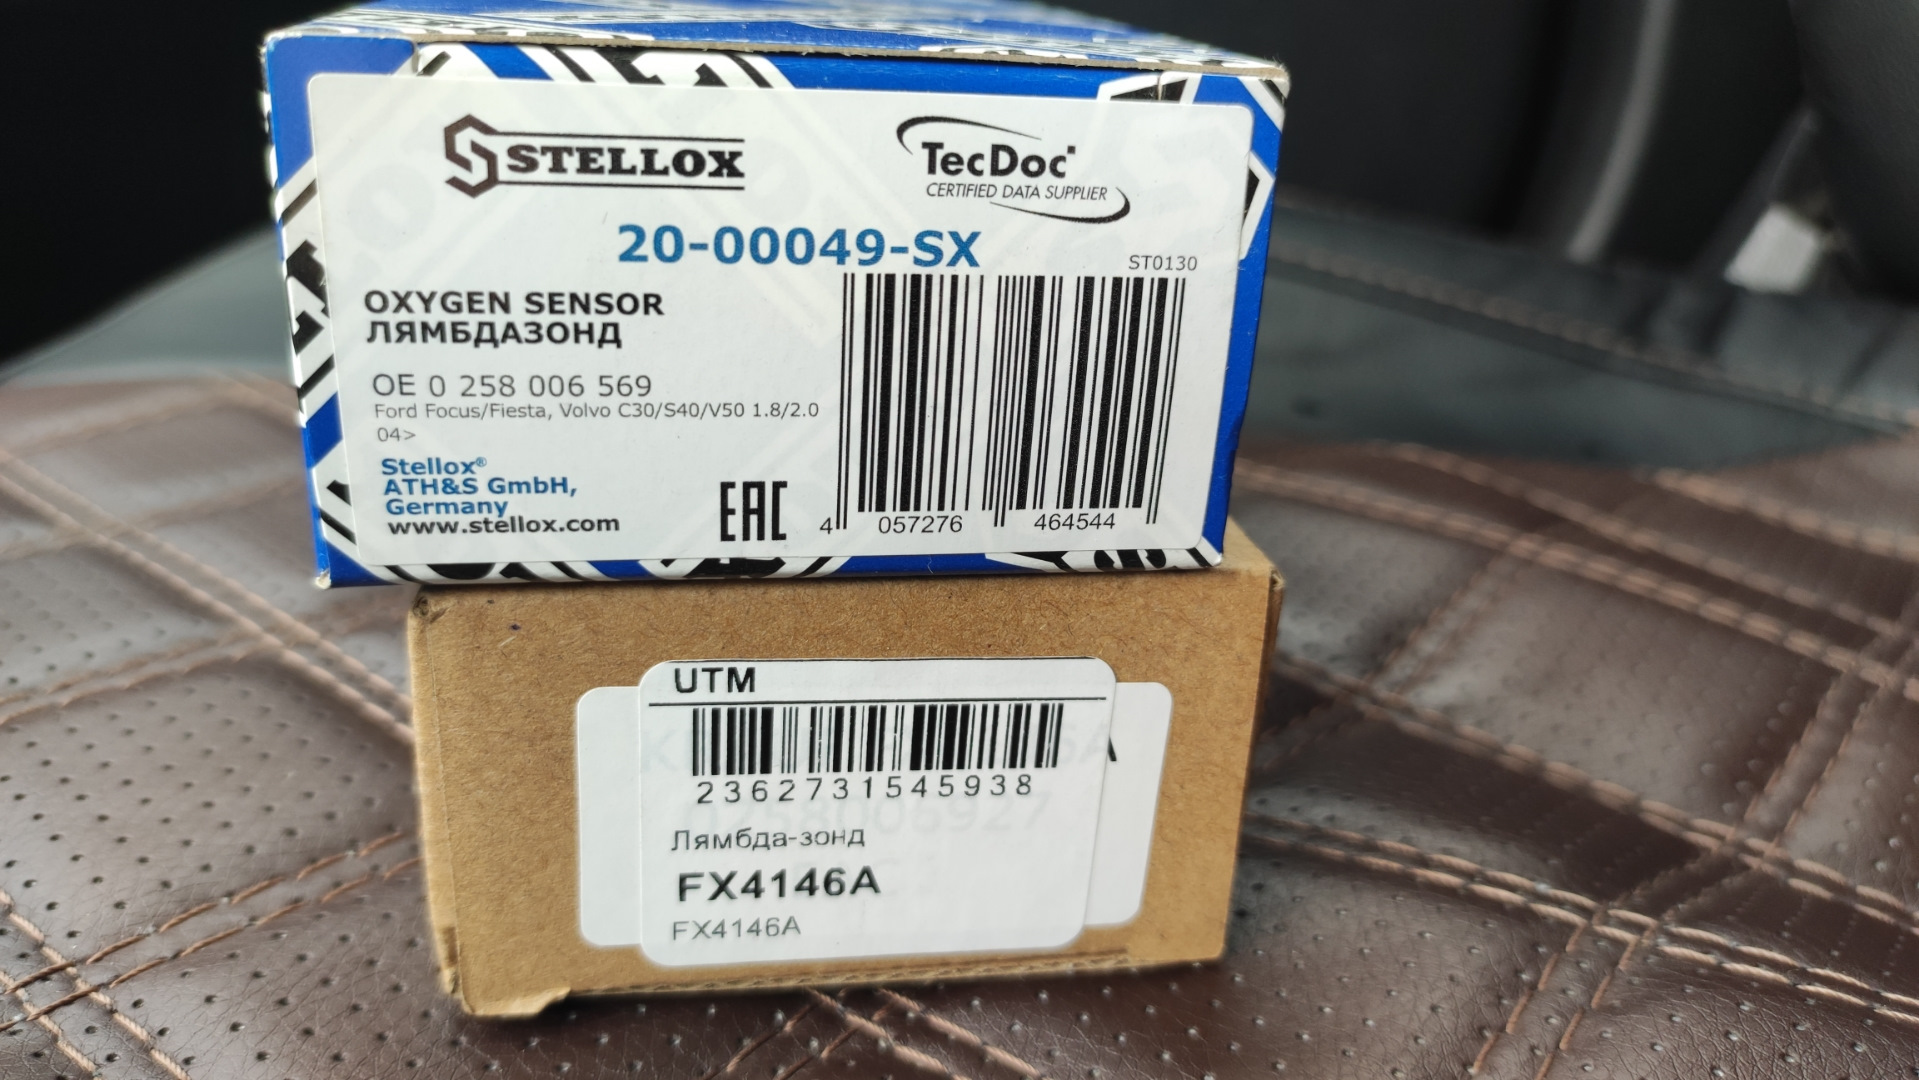 STELLOX
TecDoc
CERTIFIED DATA SUPPLIER
20-00049-SX
ST0130
OXYGEN SENSOR
ЛЯМБДАЗОНД
OE 0 258 006 569
Ford Focus/Fiesta, Volvo C30/S40/V50 1.8/2.0
04>
Stellox®
ATH&S GmbH,
Germany
www.stellox.com
EAC
4 057276 464544
UTM
2362731545938
0258006927
Лямбда-зонд
FX4146A
FX4146A